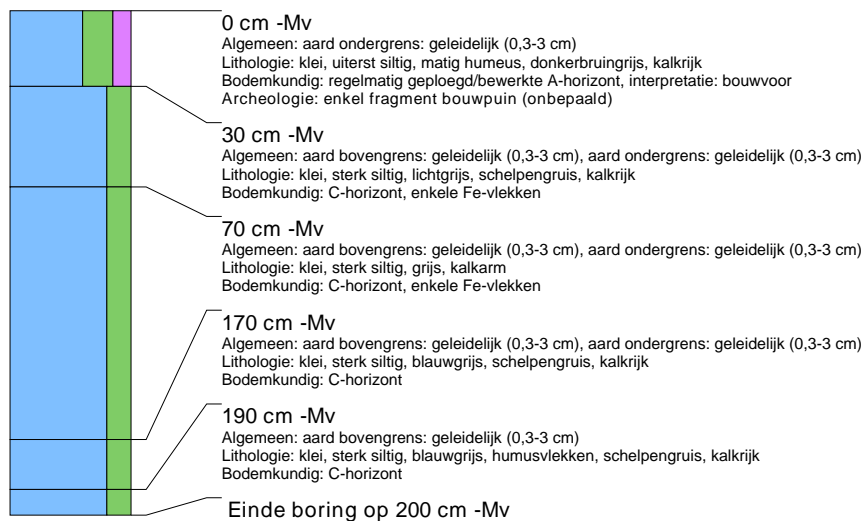 0 cm -Mv
Algemeen: aard ondergrens: geleidelijk (0,3-3 cm)
Lithologie: klei, uiterst siltig, matig humeus, donkerbruingrijs, kalkrijk
Bodemkundig: regelmatig geploegd/bewerkte A-horizont, interpretatie: bouwvoor
Archeologie: enkel fragment bouwpuin (onbepaald)
30 cm -Mv
Algemeen: aard bovengrens: geleidelijk (0,3-3 cm), aard ondergrens: geleidelijk (0,3-3 cm)
Lithologie: klei, sterk siltig, lichtgrijs, schelpengruis, kalkrijk
Bodemkundig: C-horizont, enkele Fe-vlekken
70 cm -Mv
Algemeen: aard bovengrens: geleidelijk (0,3-3 cm), aard ondergrens: geleidelijk (0,3-3 cm)
Lithologie: klei, sterk siltig, grijs, kalkarm
Bodemkundig: C-horizont, enkele Fe-vlekken
170 cm -Mv
Algemeen: aard bovengrens: geleidelijk (0,3-3 cm), aard ondergrens: geleidelijk (0,3-3 cm)
Lithologie: klei, sterk siltig, blauwgrijs, schelpengruis, kalkrijk
Bodemkundig: C-horizont
190 cm -Mv
Algemeen: aard bovengrens: geleidelijk (0,3-3 cm)
Lithologie: klei, sterk siltig, blauwgrijs, humusvlekken, schelpengruis, kalkrijk
Bodemkundig: C-horizont
Einde boring op 200 cm -Mv